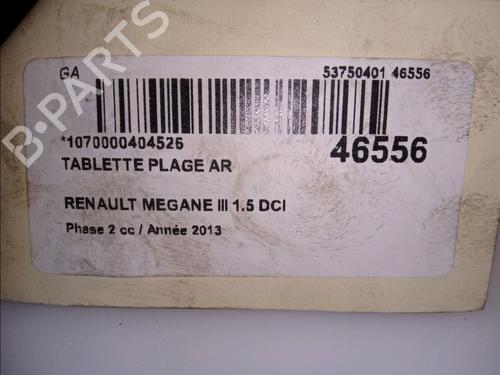 B-PARTS
GA 53750401 46556
*1070000404526 46556
TABLETTE PLAGE AR
RENAULT MEGANE III 1.5 DCI
Phase 2 cc / Année 2013